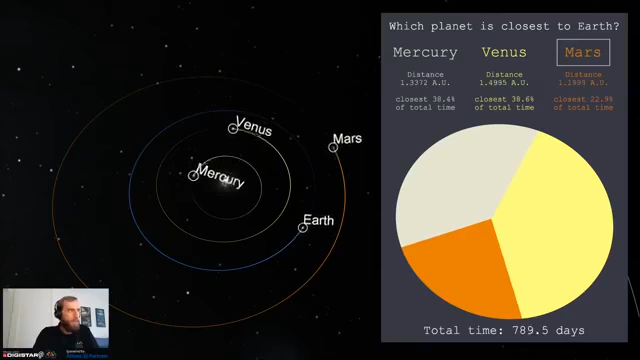 Which planet is closest to Earth?
Mercury Venus Mars
Distance Distance Distance
1.3372 A.U. 1.4995 A.U. 1.1999 A.U.
closest 38.4% closest 38.6% closest 22.9%
of total time of total time of total time
Venus
Mars
Mercury
Earth
Total time: 789.5 days
DIGISTAR